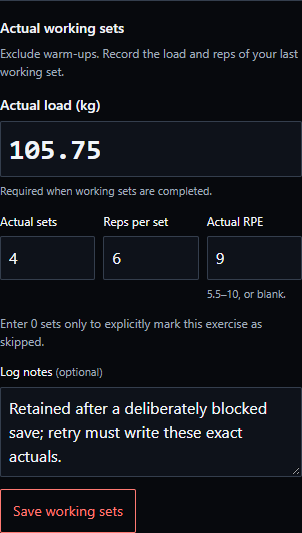 Actual working sets
Exclude warm-ups. Record the load and reps of your last
working set.
Actual load (kg)
105.75
Required when working sets are completed.
Actual sets Reps per set Actual RPE
4 6 9
5.5–10, or blank.
Enter 0 sets only to explicitly mark this exercise as
skipped.
Log notes (optional)
Retained after a deliberately blocked
save; retry must write these exact
actuals.
Save working sets